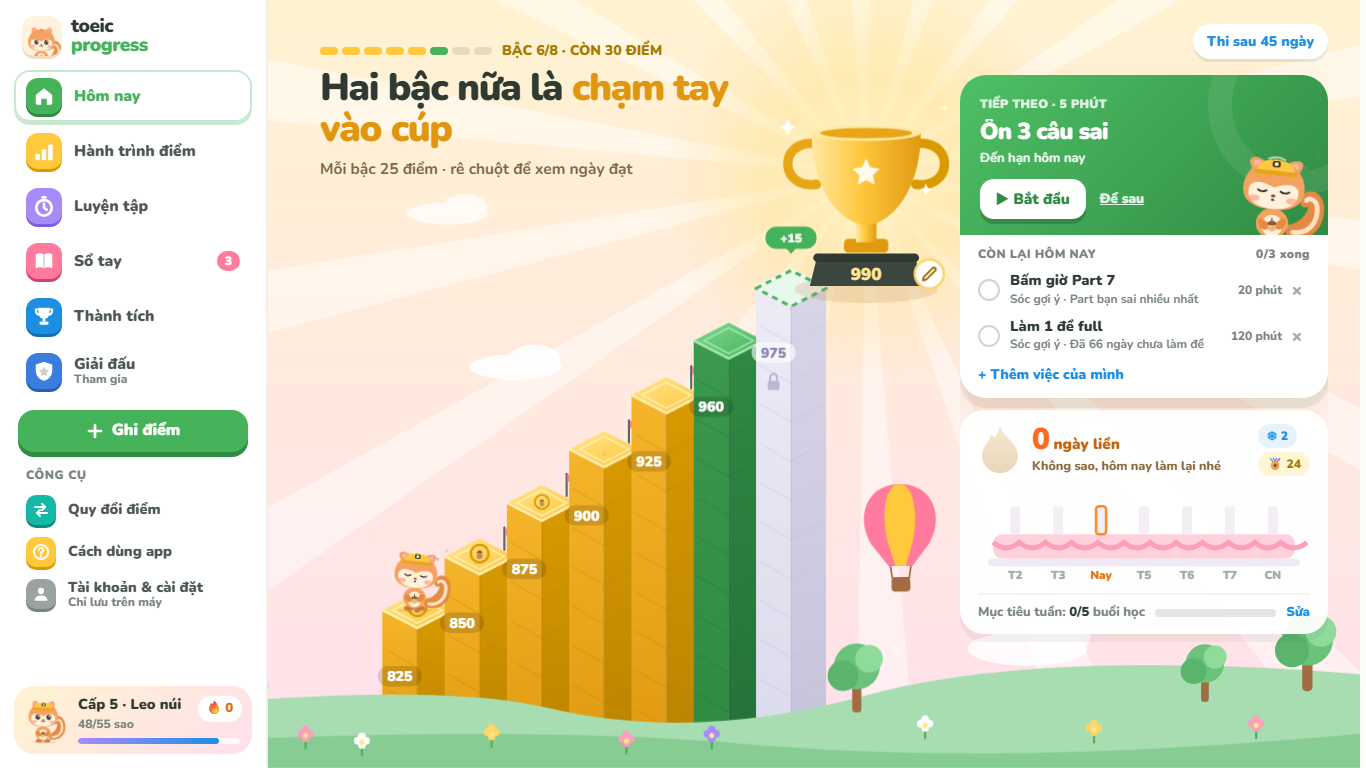 toeic
progress
Hôm nay
Hành trình điểm
Luyện tập
Sổ tay
3
Thành tích
Giải đấu
Tham gia
+ Ghi điểm
CÔNG CỤ
Quy đổi điểm
Cách dùng app
Tài khoản & cài đặt
Chỉ lưu trên máy
Cấp 5 · Leo núi
0
48/55 sao
BẬC 6/8 · CÒN 30 ĐIỂM
Hai bậc nữa là chạm tay
vào cúp
Mỗi bậc 25 điểm · rê chuột để xem ngày đạt
+15
990
975
960
925
900
875
850
825
Thi sau 45 ngày
TIẾP THEO · 5 PHÚT
Ôn 3 câu sai
Đến hạn hôm nay
Bắt đầu
Để sau
CÒN LẠI HÔM NAY
0/3 xong
Bấm giờ Part 7
Sóc gợi ý · Part bạn sai nhiều nhất
20 phút ×
Làm 1 đề full
Sóc gợi ý · Đã 66 ngày chưa làm đề
120 phút ×
+ Thêm việc của mình
0 ngày liền
2
Không sao, hôm nay làm lại nhé
24
T2 T3 Nay T5 T6 T7 CN
Mục tiêu tuần: 0/5 buổi học
Sửa